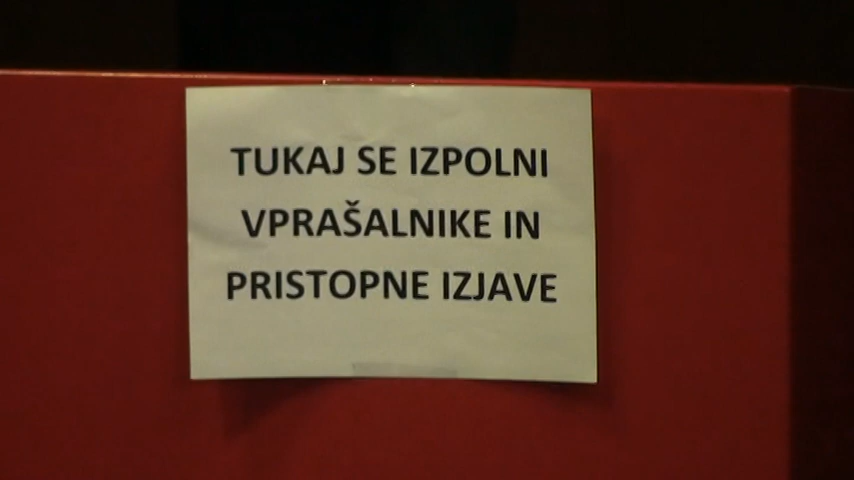 TUKAJ SE IZPOLNI
VPRAŠALNIKE IN
PRISTOPNE IZJAVE